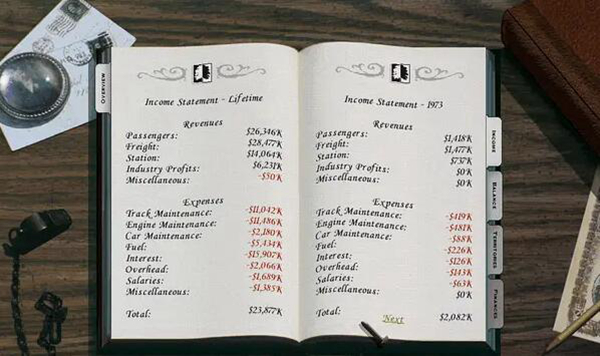 OVERVIEW
Income Statement - Lifetime
Revenues
Passengers: $26,346K
Freight: $28,477K
Station: $14,064K
Industry Profits: $6,231K
Miscellaneous: -$50K
Expenses
Track Maintenance: -$11,042K
Engine Maintenance: -$11,486K
Car Maintenance: -$2,180K
Fuel: -$5,434K
Interest: -$15,907K
Overhead: -$2,066K
Salaries: -$1,689K
Miscellaneous: -$1,385K
Total: $23,877K
Income Statement - 1973
Revenues
Passengers: $1,418K
Freight: $1,477K
Station: $737K
Industry Profits: $0K
Miscellaneous: $0K
Expenses
Track Maintenance: -$419K
Engine Maintenance: -$481K
Car Maintenance: -$88K
Fuel: -$226K
Interest: -$126K
Overhead: -$143K
Salaries: -$63K
Miscellaneous: $0K
Total: $2,082K
Next
INCOME
BALANCE
TERRITORIES
FINANCES